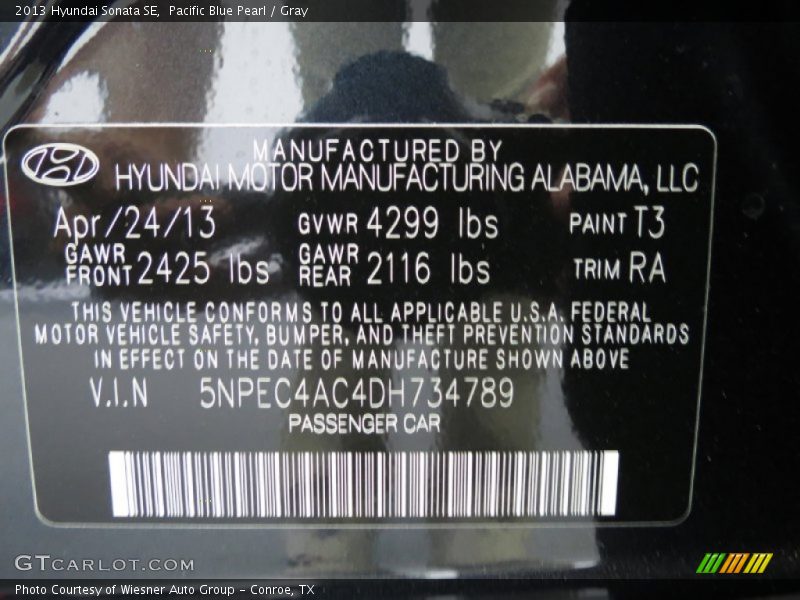 2013 Hyundai Sonata SE, Pacific Blue Pearl / Gray
MANUFACTURED BY
HYUNDAI MOTOR MANUFACTURING ALABAMA, LLC
Apr/24/13 GVWR 4299 lbs PAINT T3
GAWR FRONT 2425 lbs GAWR REAR 2116 lbs TRIM RA
THIS VEHICLE CONFORMS TO ALL APPLICABLE U.S.A. FEDERAL
MOTOR VEHICLE SAFETY, BUMPER, AND THEFT PREVENTION STANDARDS
IN EFFECT ON THE DATE OF MANUFACTURE SHOWN ABOVE
V.I.N 5NPEC4AC4DH734789
PASSENGER CAR
GTCARLOT.COM
Photo Courtesy of Wiesner Auto Group - Conroe, TX